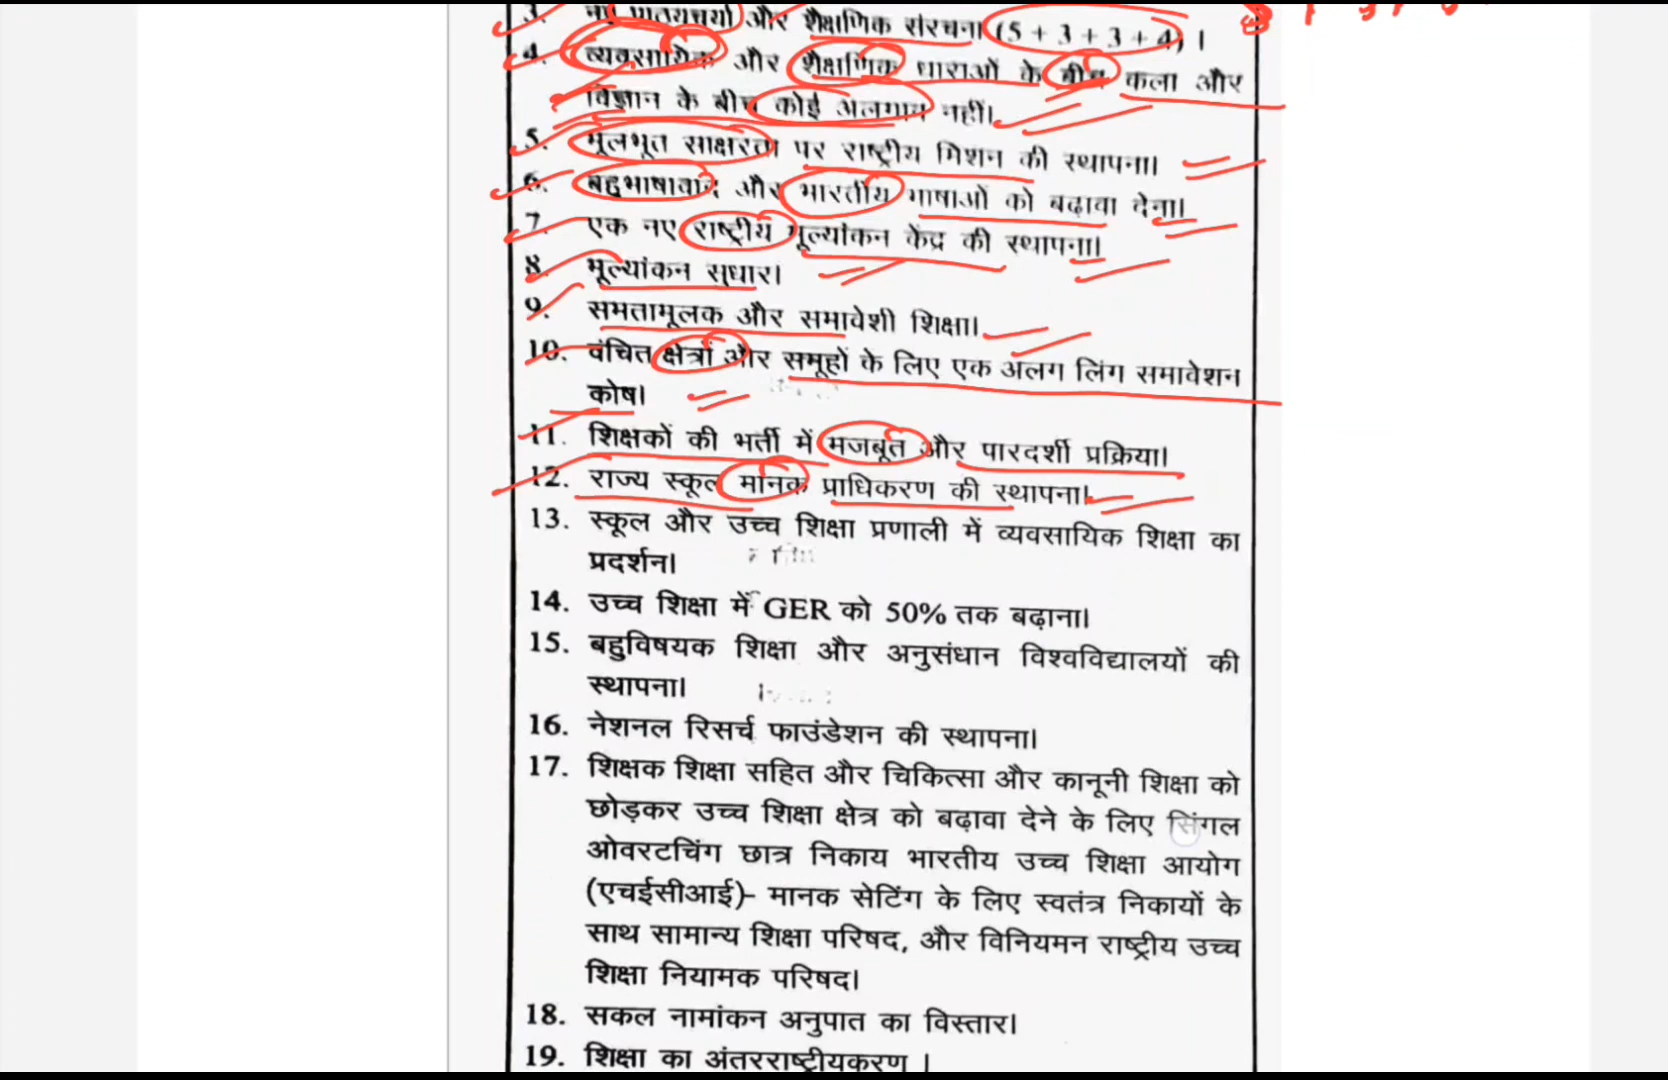 3. नए पाठ्यचर्या और शैक्षणिक संरचना (5 + 3 + 3 + 4) ।
4. व्यवसायिक और शैक्षणिक धाराओं के बीच कला और
विज्ञान के बीच कोई अलगाव नहीं।
5. मूलभूत साक्षरता पर राष्ट्रीय मिशन की स्थापना।
6. बहुभाषावाद और भारतीय भाषाओं को बढ़ावा देना।
7. एक नए राष्ट्रीय मूल्यांकन केंद्र की स्थापना।
8. मूल्यांकन सुधार।
9. समतामूलक और समावेशी शिक्षा।
10. वंचित क्षेत्रों और समूहों के लिए एक अलग लिंग समावेशन
कोष।
11. शिक्षकों की भर्ती में मजबूत और पारदर्शी प्रक्रिया।
12. राज्य स्कूल मानक प्राधिकरण की स्थापना।
13. स्कूल और उच्च शिक्षा प्रणाली में व्यवसायिक शिक्षा का
प्रदर्शन।
14. उच्च शिक्षा में GER को 50% तक बढ़ाना।
15. बहुविषयक शिक्षा और अनुसंधान विश्वविद्यालयों की
स्थापना।
16. नेशनल रिसर्च फाउंडेशन की स्थापना।
17. शिक्षक शिक्षा सहित और चिकित्सा और कानूनी शिक्षा को
छोड़कर उच्च शिक्षा क्षेत्र को बढ़ावा देने के लिए सिंगल
ओवरटचिंग छात्र निकाय भारतीय उच्च शिक्षा आयोग
(एचईसीआई)- मानक सेटिंग के लिए स्वतंत्र निकायों के
साथ सामान्य शिक्षा परिषद, और विनियमन राष्ट्रीय उच्च
शिक्षा नियामक परिषद।
18. सकल नामांकन अनुपात का विस्तार।
19. शिक्षा का अंतरराष्ट्रीयकरण ।